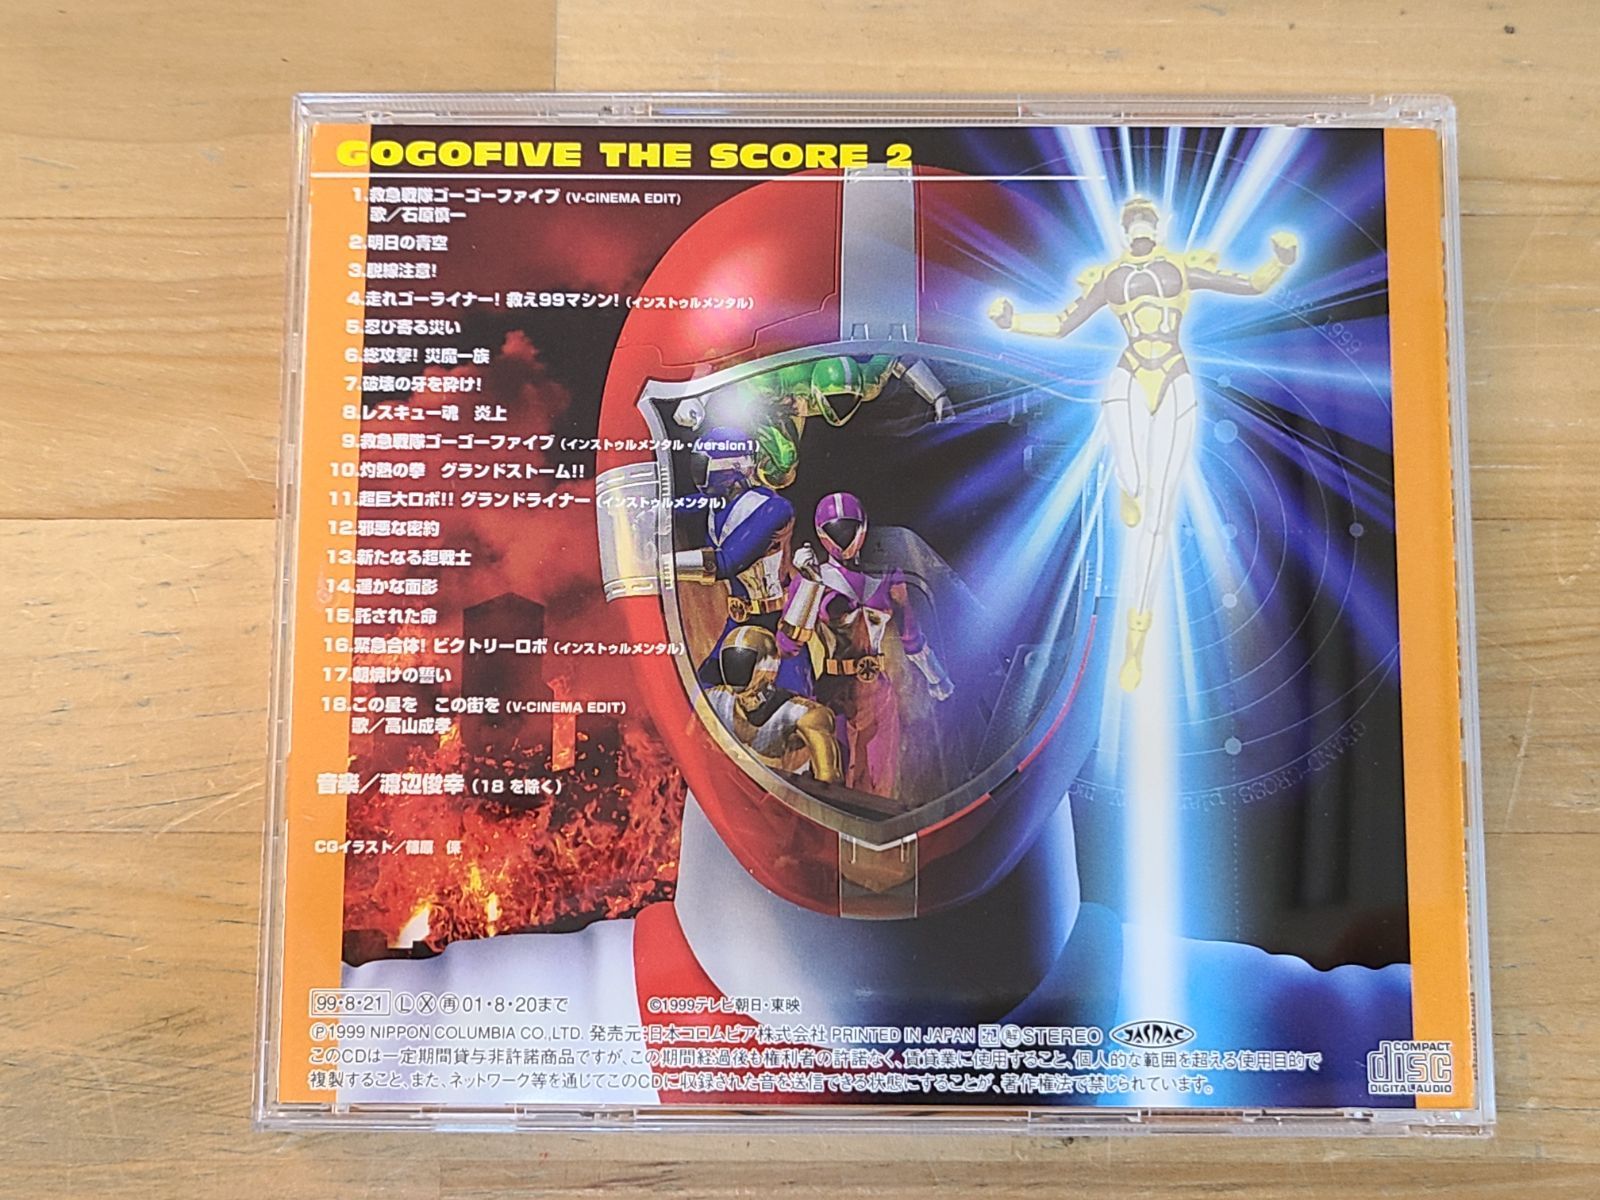 GOGOFIVE THE SCORE 2
1.救急戦隊ゴーゴーファイブ (V-CINEMA EDIT)
歌／石原慎一
2.明日の青空
3.脱線注意!
4.走れゴーライナー! 救え99マシン! (インストゥルメンタル)
5.忍び寄る災い
6.総攻撃! 災魔一族
7.破壊の牙を砕け!
8.レスキュー魂 炎上
9.救急戦隊ゴーゴーファイブ (インストゥルメンタル・version1)
10.灼熱の拳 グランドストーム!!
11.超巨大ロボ!! グランドライナー (インストゥルメンタル)
12.邪悪な密約
13.新たなる超戦士
14.遥かな面影
15.託された命
16.緊急合体! ビクトリーロボ (インストゥルメンタル)
17.朝焼けの誓い
18.この星を この街を (V-CINEMA EDIT)
歌／高山成孝
音楽／渡辺俊幸 (18 を除く)
CGイラスト／篠原 保
1999
GRAND CROSS
99・8・21 Ⓛ Ⓧ ㊢ 01・8・20まで
©1999テレビ朝日・東映
Ⓟ1999 NIPPON COLUMBIA CO.,LTD. 発売元:日本コロムビア株式会社 PRINTED IN JAPAN STEREO JASRAC
このCDは一定期間貸与非許諾商品ですが、この期間経過後も権利者の許諾なく、賃貸業に使用すること、個人的な範囲を超える使用目的で
複製すること、また、ネットワーク等を通じてこのCDに収録された音を送信できる状態にすることが、著作権法で禁じられています。
COMPACT
disc
DIGITAL AUDIO